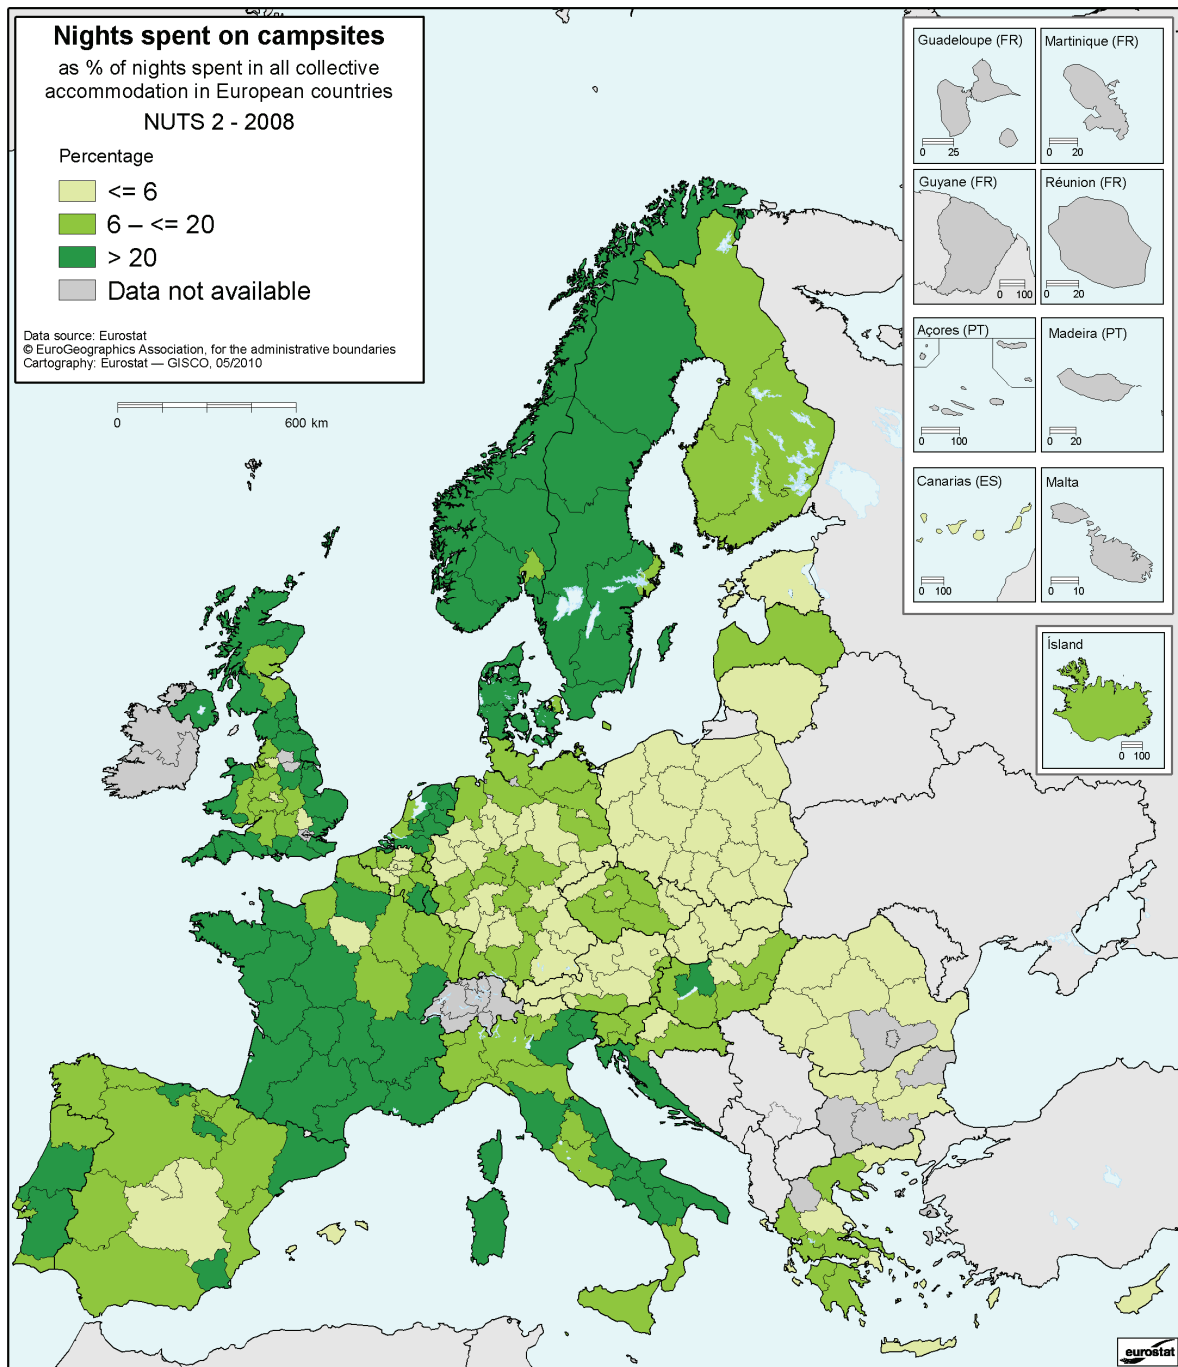 Nights spent on campsites
as % of nights spent in all collective
accommodation in European countries
NUTS 2 - 2008
Percentage
<= 6
6 – <= 20
> 20
Data not available
Data source: Eurostat
© EuroGeographics Association, for the administrative boundaries
Cartography: Eurostat — GISCO, 05/2010
0 600 km
Guadeloupe (FR)
0 25
Martinique (FR)
0 20
Guyane (FR)
0 100
Réunion (FR)
0 20
Açores (PT)
0 100
Madeira (PT)
0 20
Canarias (ES)
0 100
Malta
0 10
Ísland
0 100
eurostat